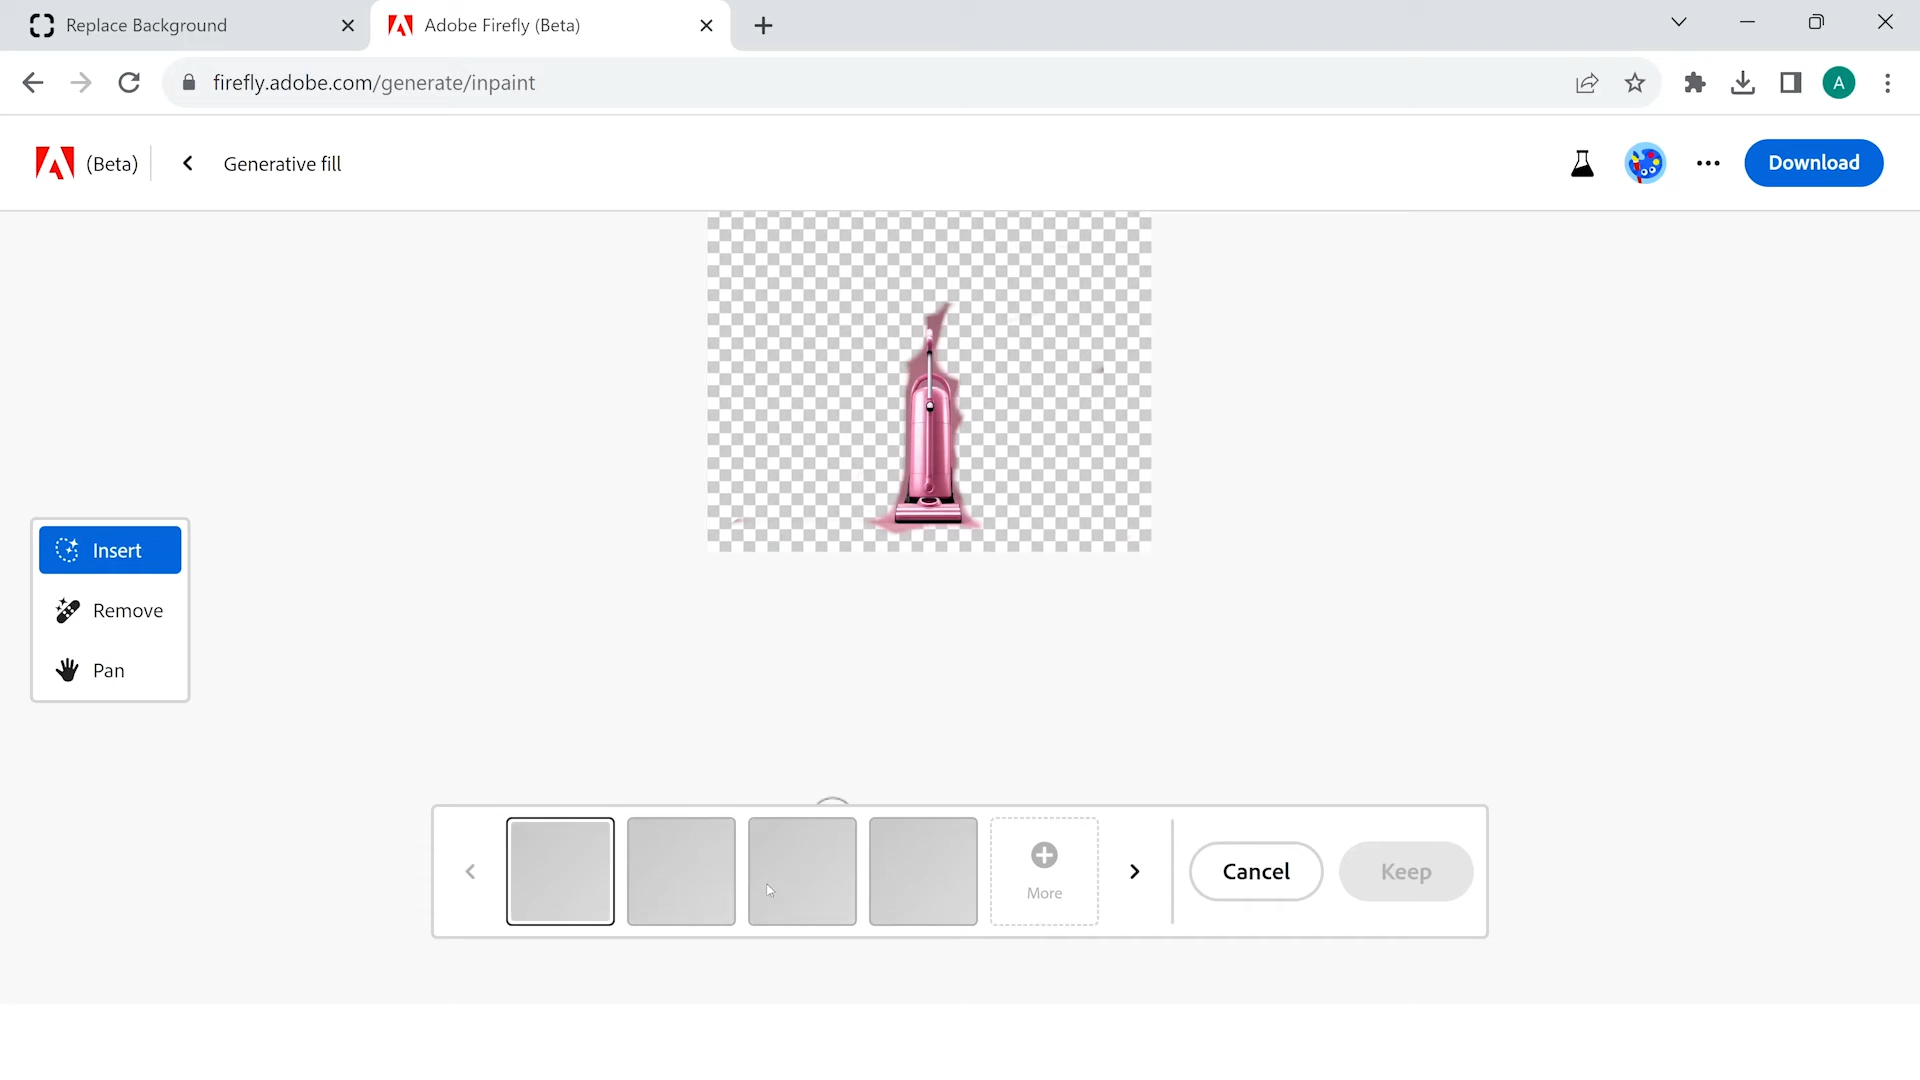 Replace Background
Adobe Firefly (Beta)
firefly.adobe.com/generate/inpaint
A
(Beta)
Generative fill
Download
Insert
Remove
Pan
More
Cancel
Keep